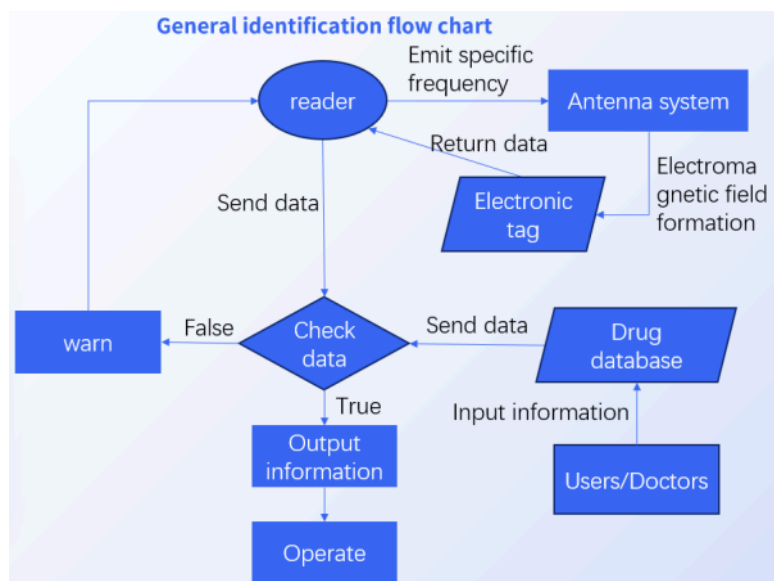 General identification flow chart
Emit specific
frequency
reader
Antenna system
Return data
Electroma
gnetic field
formation
Electronic
tag
Send data
False
Check
data
Send data
Drug
database
warn
True
Input information
Output
information
Users/Doctors
Operate